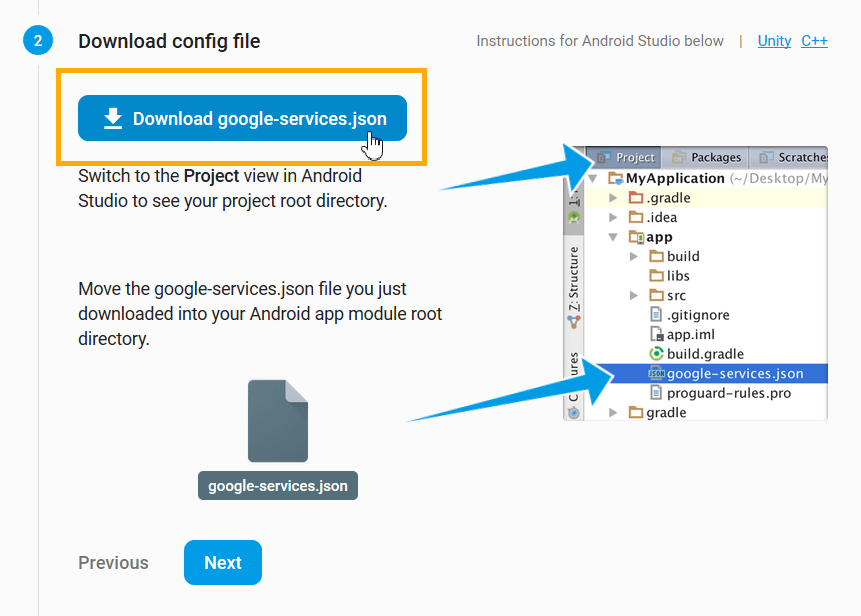 2
Download config file
Instructions for Android Studio below | Unity C++
Download google-services.json
Switch to the Project view in Android
Studio to see your project root directory.
Move the google-services.json file you just
downloaded into your Android app module root
directory.
google-services.json
Project
Packages
Scratches
MyApplication (~/Desktop/My
.gradle
.idea
app
build
libs
src
.gitignore
app.iml
build.gradle
JSON google-services.json
proguard-rules.pro
gradle
1:
Z: Structure
C
ures
Previous
Next